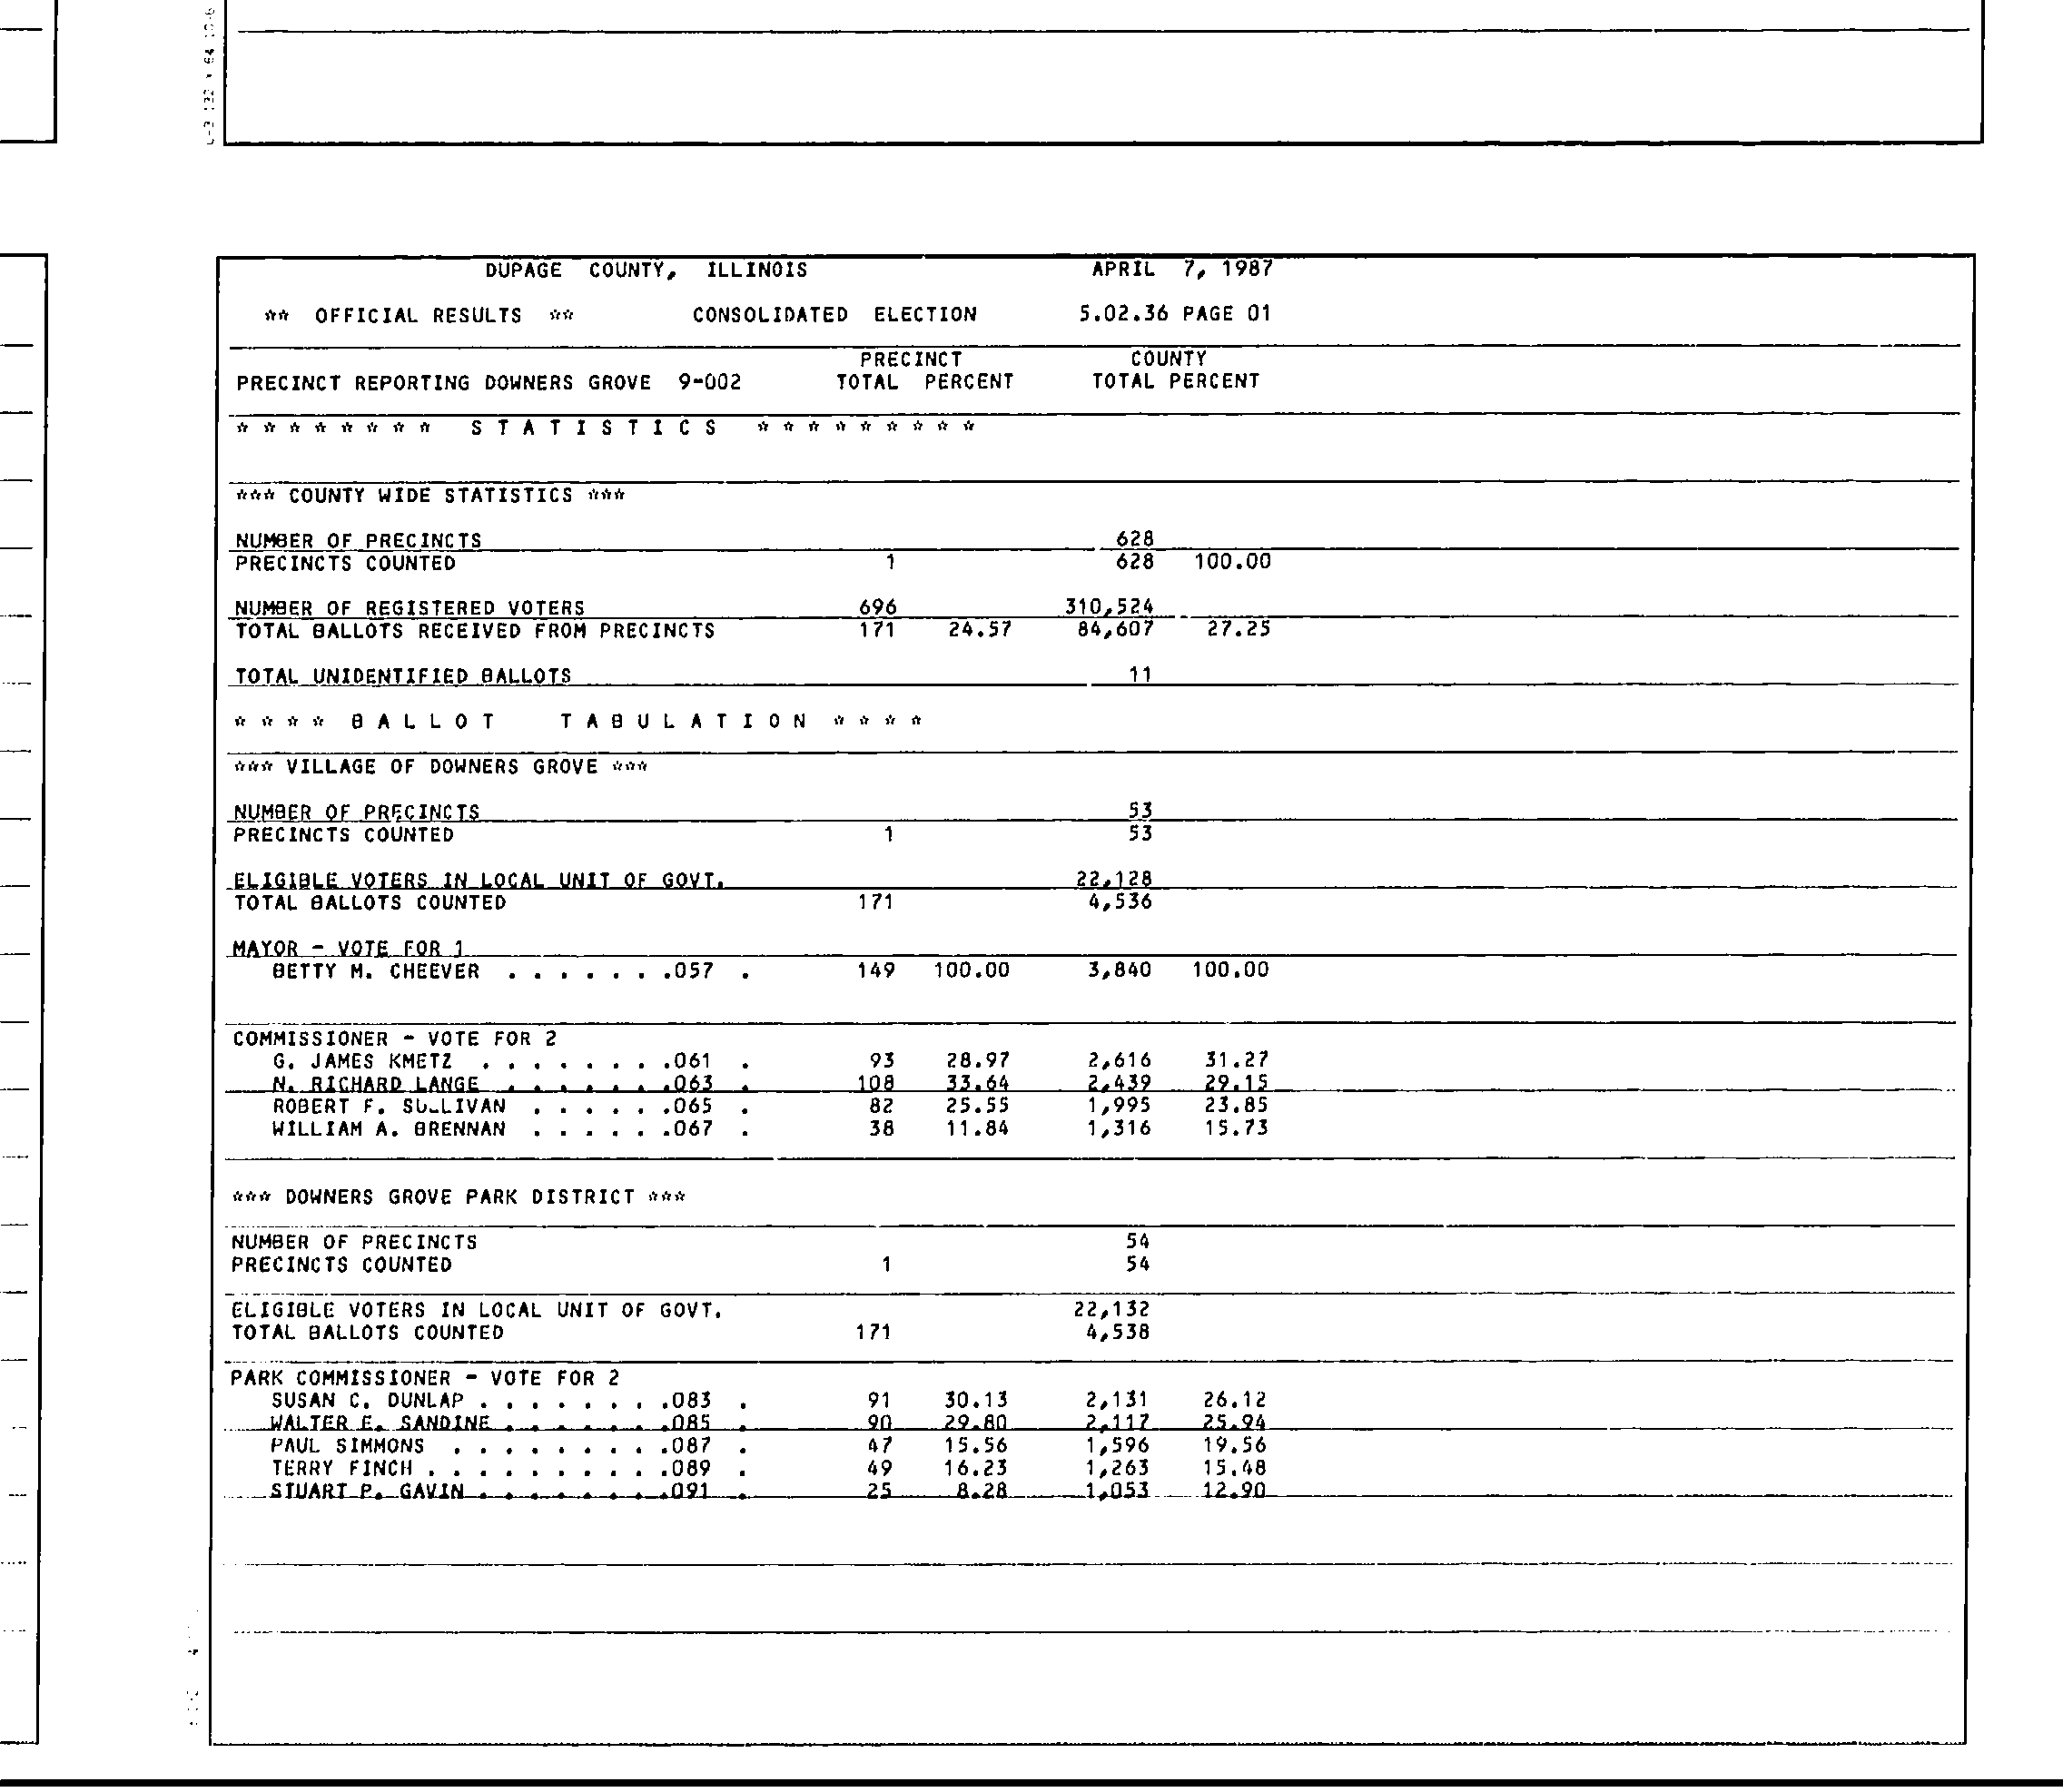 DUPAGE COUNTY, ILLINOIS APRIL 7, 1987
** OFFICIAL RESULTS ** CONSOLIDATED ELECTION 5.02.36 PAGE 01
PRECINCT COUNTY
PRECINCT REPORTING DOWNERS GROVE 9-002 TOTAL PERCENT TOTAL PERCENT
* * * * * * * * S T A T I S T I C S * * * * * * * * *
*** COUNTY WIDE STATISTICS ***
NUMBER OF PRECINCTS 628
PRECINCTS COUNTED 1 628 100.00
NUMBER OF REGISTERED VOTERS 696 310,524
TOTAL BALLOTS RECEIVED FROM PRECINCTS 171 24.57 84,607 27.25
TOTAL UNIDENTIFIED BALLOTS 11
* * * * B A L L O T T A B U L A T I O N * * * *
*** VILLAGE OF DOWNERS GROVE ***
NUMBER OF PRECINCTS 53
PRECINCTS COUNTED 1 53
ELIGIBLE VOTERS IN LOCAL UNIT OF GOVT. 22,128
TOTAL BALLOTS COUNTED 171 4,536
MAYOR - VOTE FOR 1
BETTY M. CHEEVER . . . . . . .057 . 149 100.00 3,840 100.00
COMMISSIONER - VOTE FOR 2
G. JAMES KMETZ . . . . . . . .061 . 93 28.97 2,616 31.27
N. RICHARD LANGE . . . . . . .063 . 108 33.64 2,439 29.15
ROBERT F. SULLIVAN . . . . . .065 . 82 25.55 1,995 23.85
WILLIAM A. BRENNAN . . . . . .067 . 38 11.84 1,316 15.73
*** DOWNERS GROVE PARK DISTRICT ***
NUMBER OF PRECINCTS 54
PRECINCTS COUNTED 1 54
ELIGIBLE VOTERS IN LOCAL UNIT OF GOVT. 22,132
TOTAL BALLOTS COUNTED 171 4,538
PARK COMMISSIONER - VOTE FOR 2
SUSAN C. DUNLAP . . . . . . . .083 . 91 30.13 2,131 26.12
WALTER E. SANDINE . . . . . . .085 . 90 29.80 2,117 25.94
PAUL SIMMONS . . . . . . . . .087 . 47 15.56 1,596 19.56
TERRY FINCH . . . . . . . . . .089 . 49 16.23 1,263 15.48
STUART P. GAVIN . . . . . . . .091 . 25 8.28 1,053 12.90